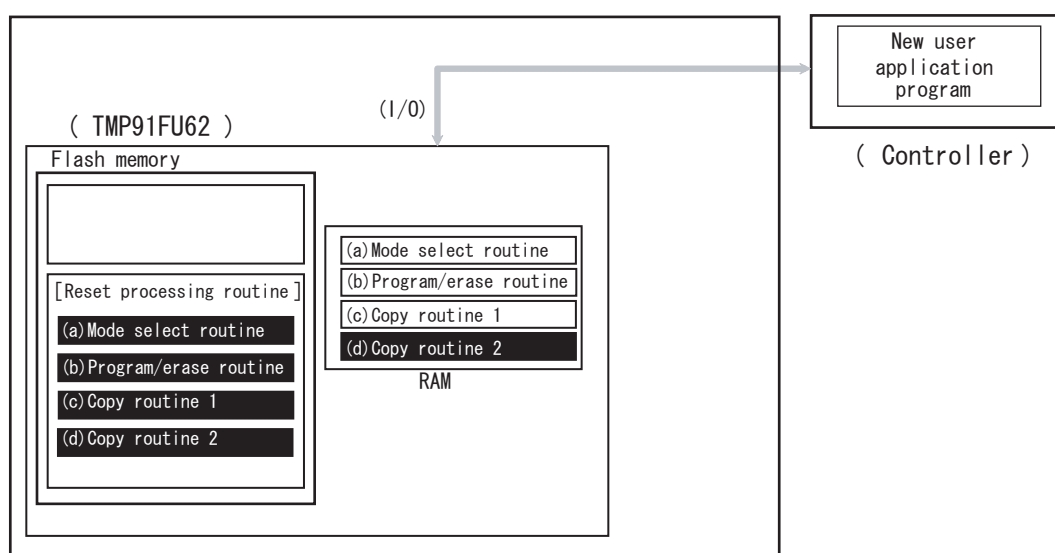 New user
application
program
( Controller )
(I/O)
( TMP91FU62 )
Flash memory
[Reset processing routine]
(a)Mode select routine
(b)Program/erase routine
(c)Copy routine 1
(d)Copy routine 2
(a)Mode select routine
(b)Program/erase routine
(c)Copy routine 1
(d)Copy routine 2
RAM